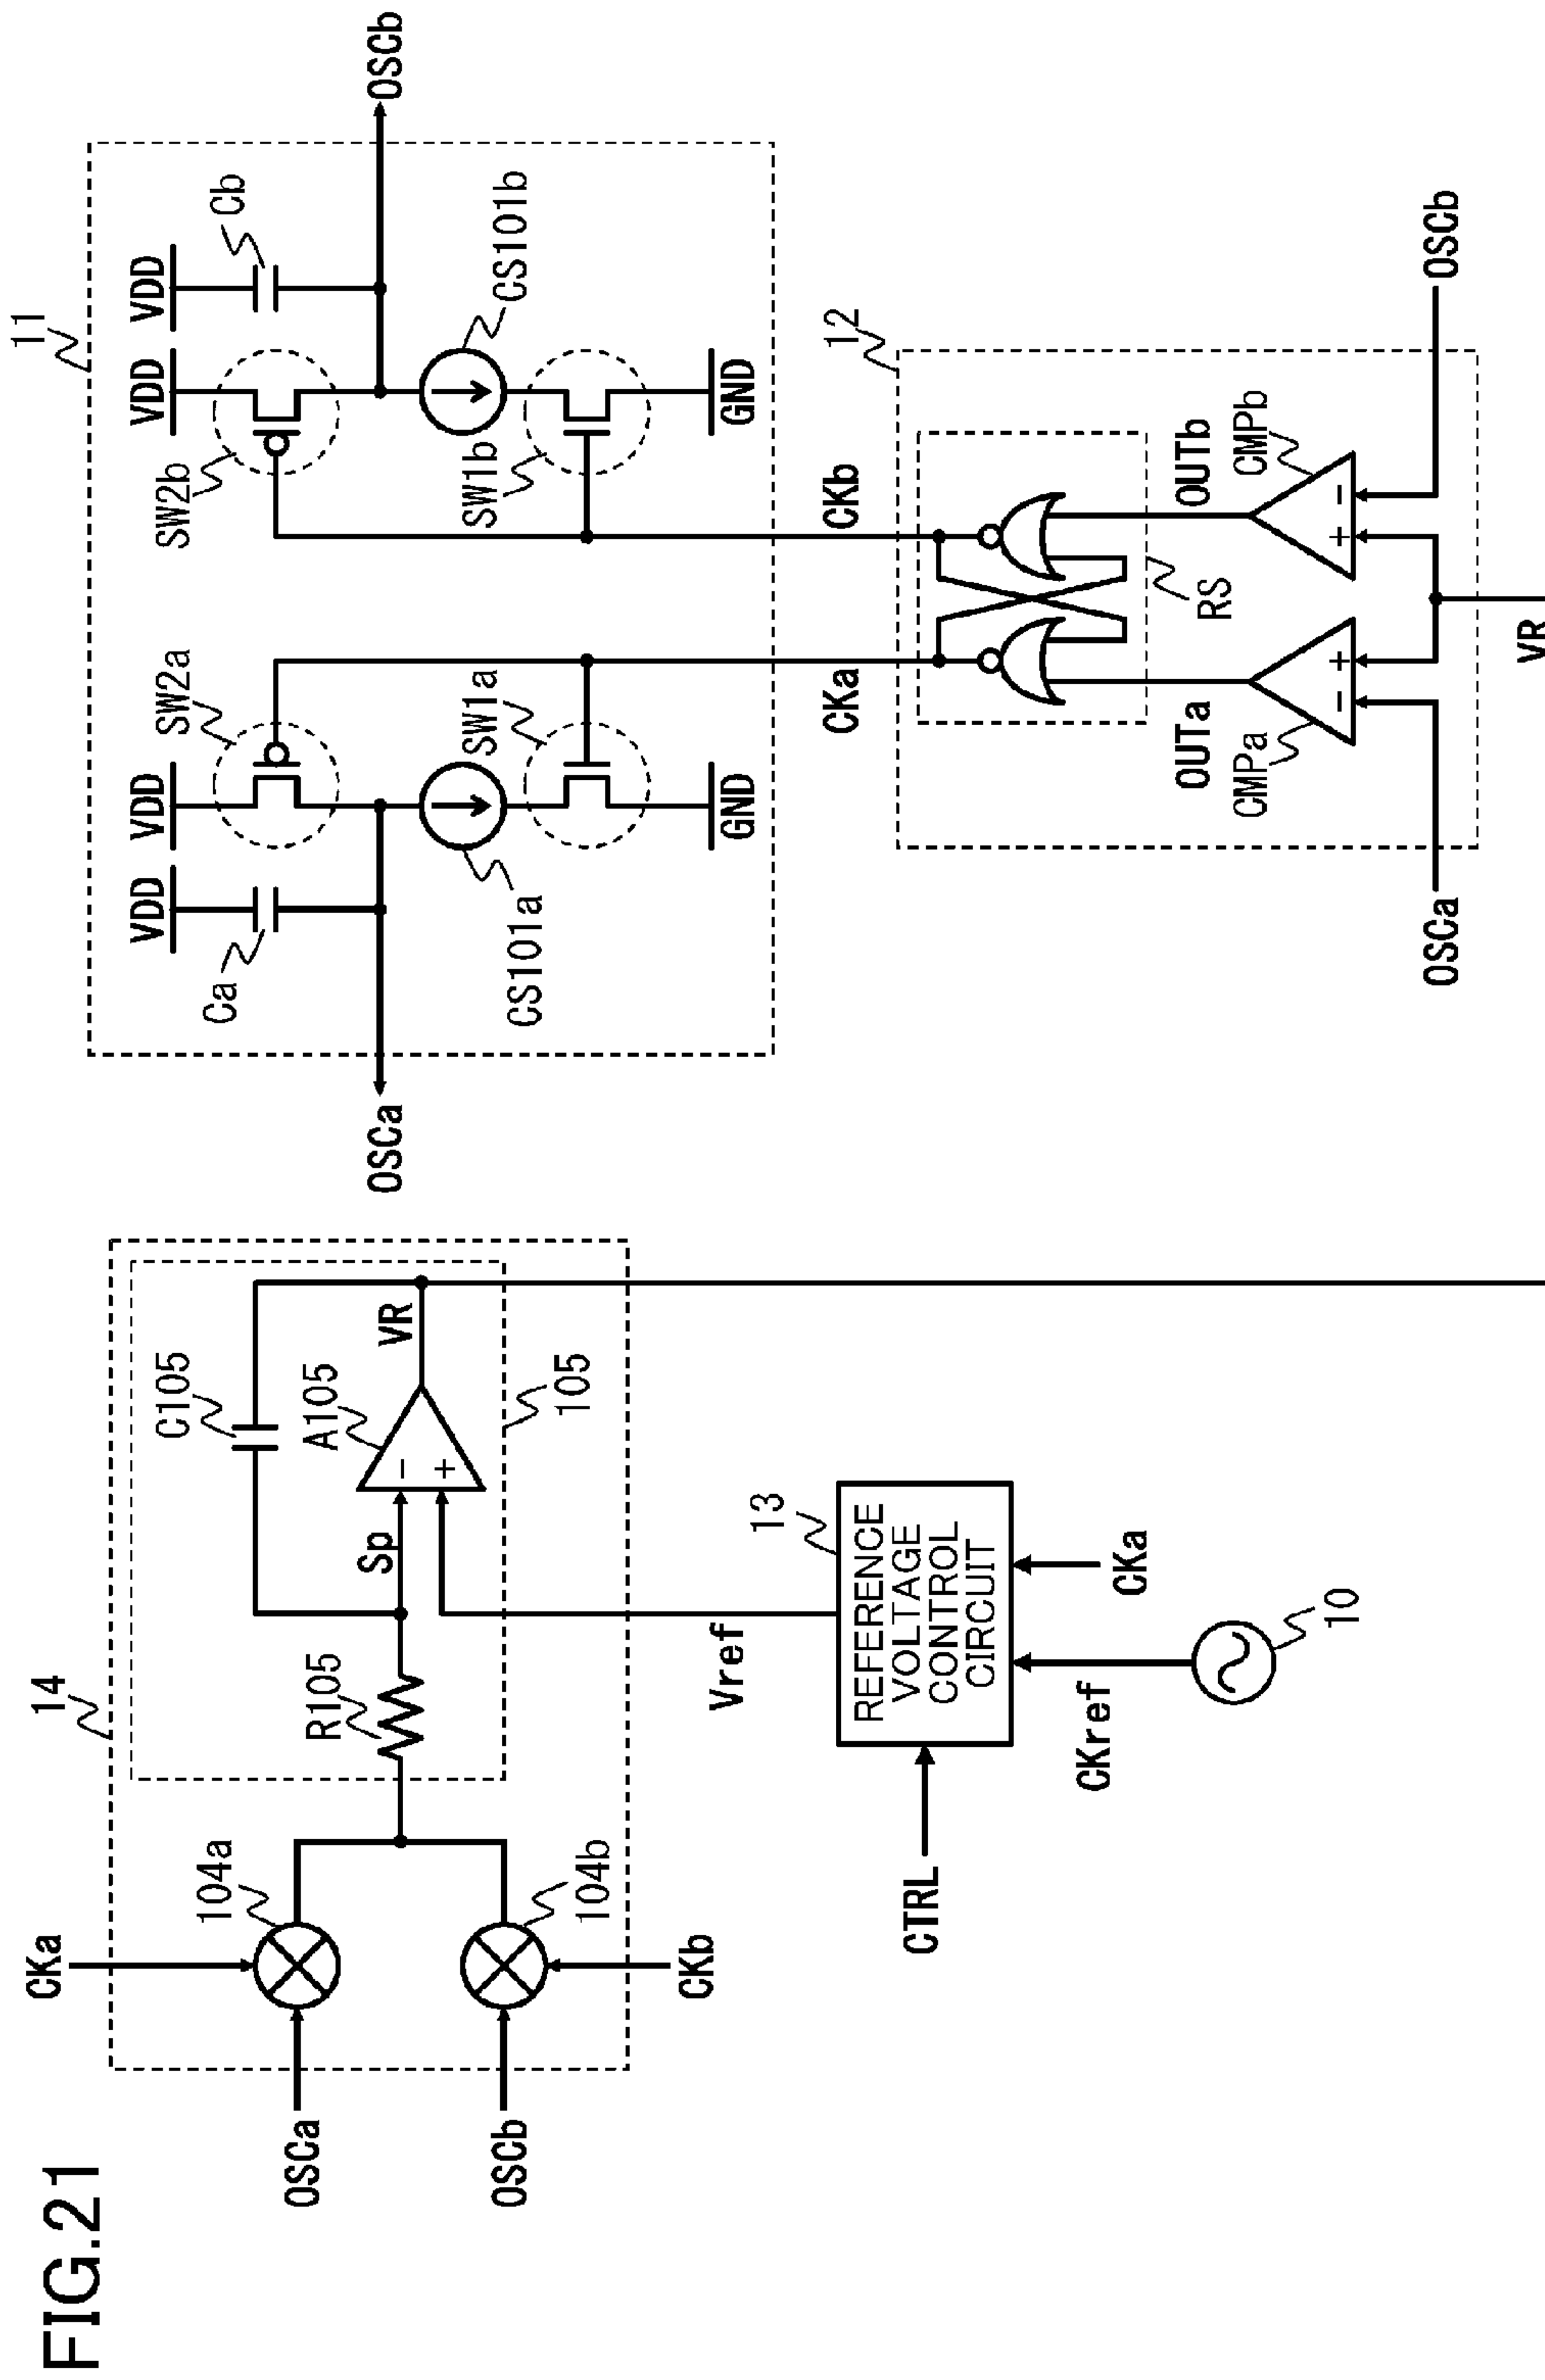 FIG.21
14
CKa
OSCa
104a
OSCb
104b
CKb
R105
Sp
C105
A105
−
+
VR
105
Vref
13
REFERENCE
VOLTAGE
CONTROL
CIRCUIT
CTRL
CKref
CKa
10
11
VDD
VDD
VDD
VDD
Ca
SW2a
SW2b
Cb
OSCa
OSCb
CS101a
SW1a
SW1b
CS101b
GND
GND
CKa
CKb
12
RS
OUTa
OUTb
CMPa
CMPb
−
+
+
−
OSCa
OSCb
VR